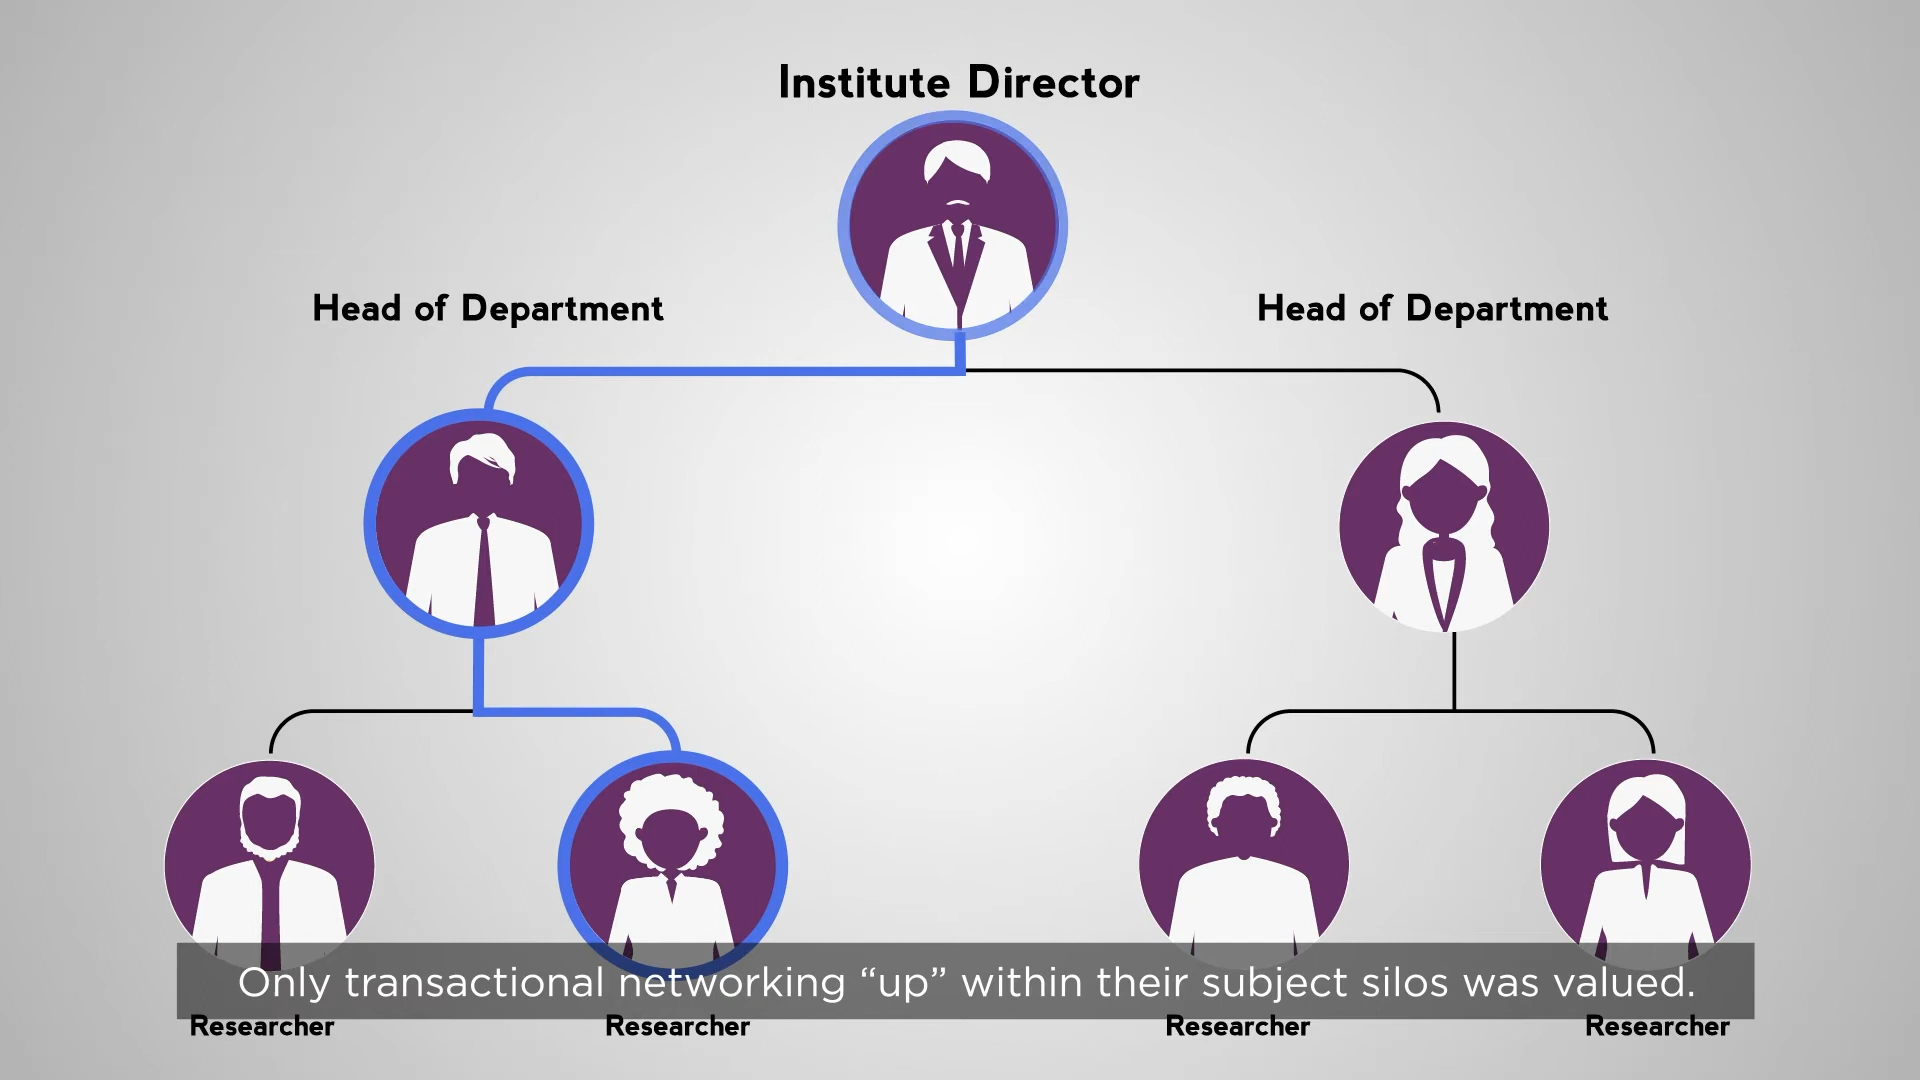 Institute Director
Head of Department
Head of Department
Only transactional networking “up” within their subject silos was valued.
Researcher
Researcher
Researcher
Researcher